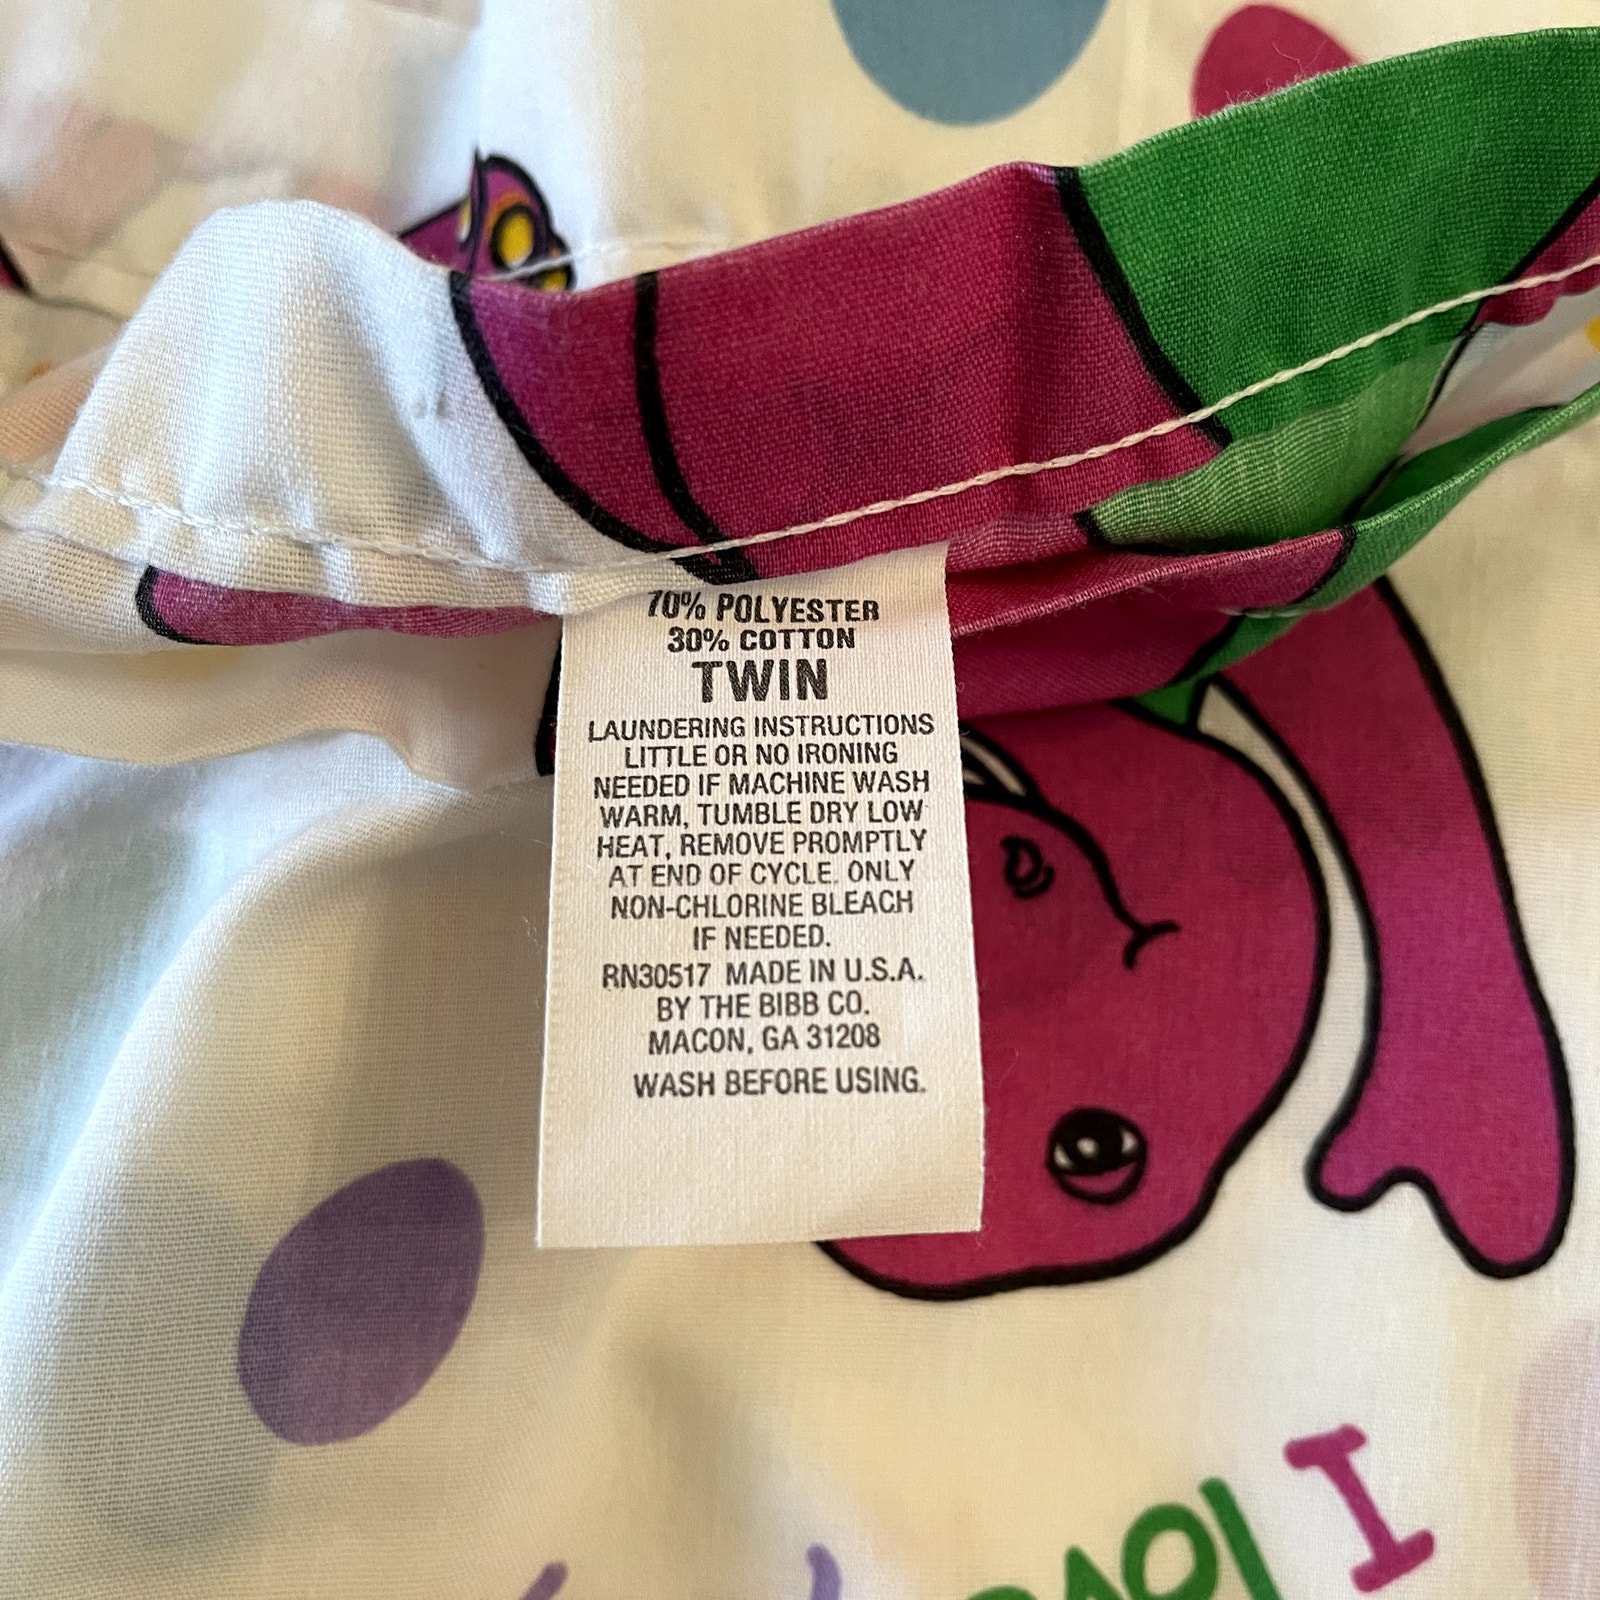 70% POLYESTER
30% COTTON
TWIN
LAUNDERING INSTRUCTIONS
LITTLE OR NO IRONING
NEEDED IF MACHINE WASH
WARM, TUMBLE DRY LOW
HEAT, REMOVE PROMPTLY
AT END OF CYCLE. ONLY
NON-CHLORINE BLEACH
IF NEEDED.
RN30517 MADE IN U.S.A.
BY THE BIBB CO.
MACON, GA 31208
WASH BEFORE USING.
I love